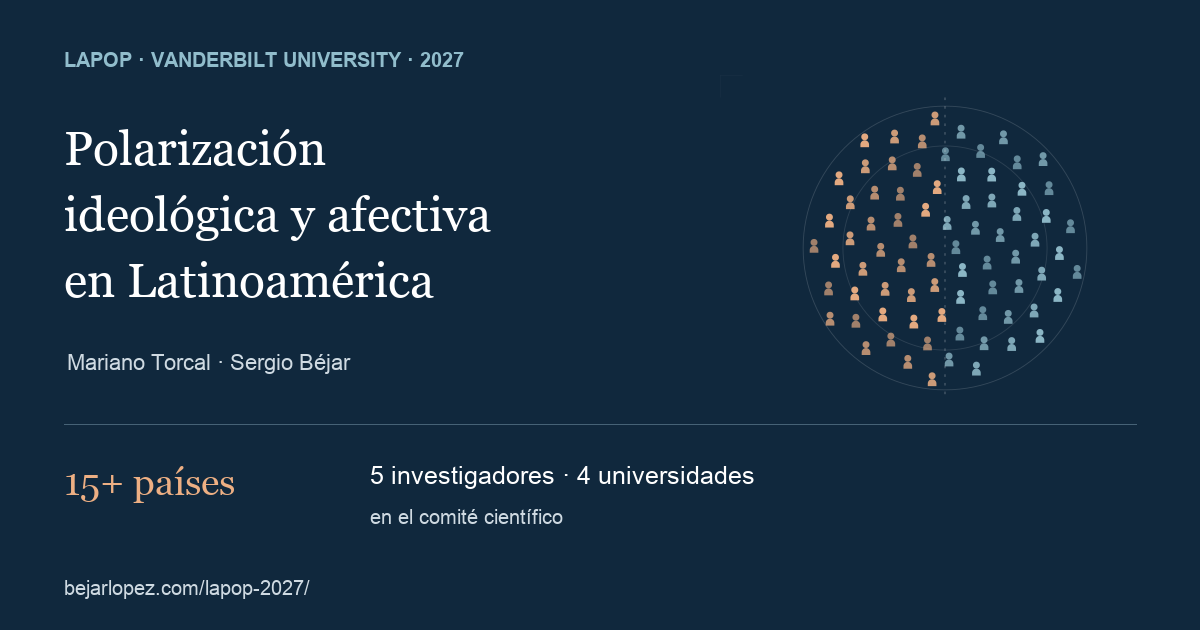 LAPOP · VANDERBILT UNIVERSITY · 2027
Polarización
ideológica y afectiva
en Latinoamérica
Mariano Torcal · Sergio Béjar
15+ países
5 investigadores · 4 universidades
en el comité científico
bejarlopez.com/lapop-2027/